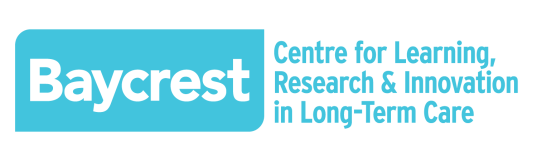 Baycrest
Centre for Learning,
Research & Innovation
in Long-Term Care